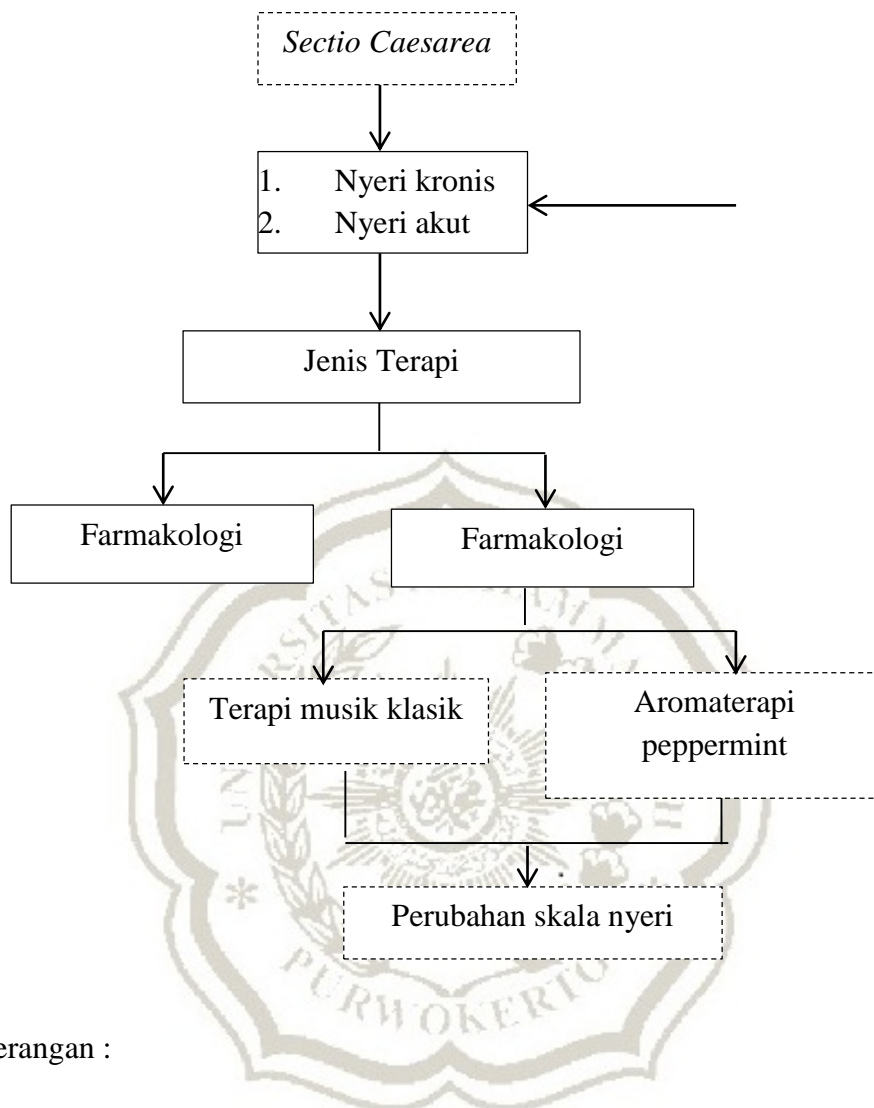 Sectio Caesarea
1. Nyeri kronis
2. Nyeri akut
Jenis Terapi
Farmakologi
Farmakologi
Terapi musik klasik
Aromaterapi
peppermint
Perubahan skala nyeri
PURWOKERTO
erangan :